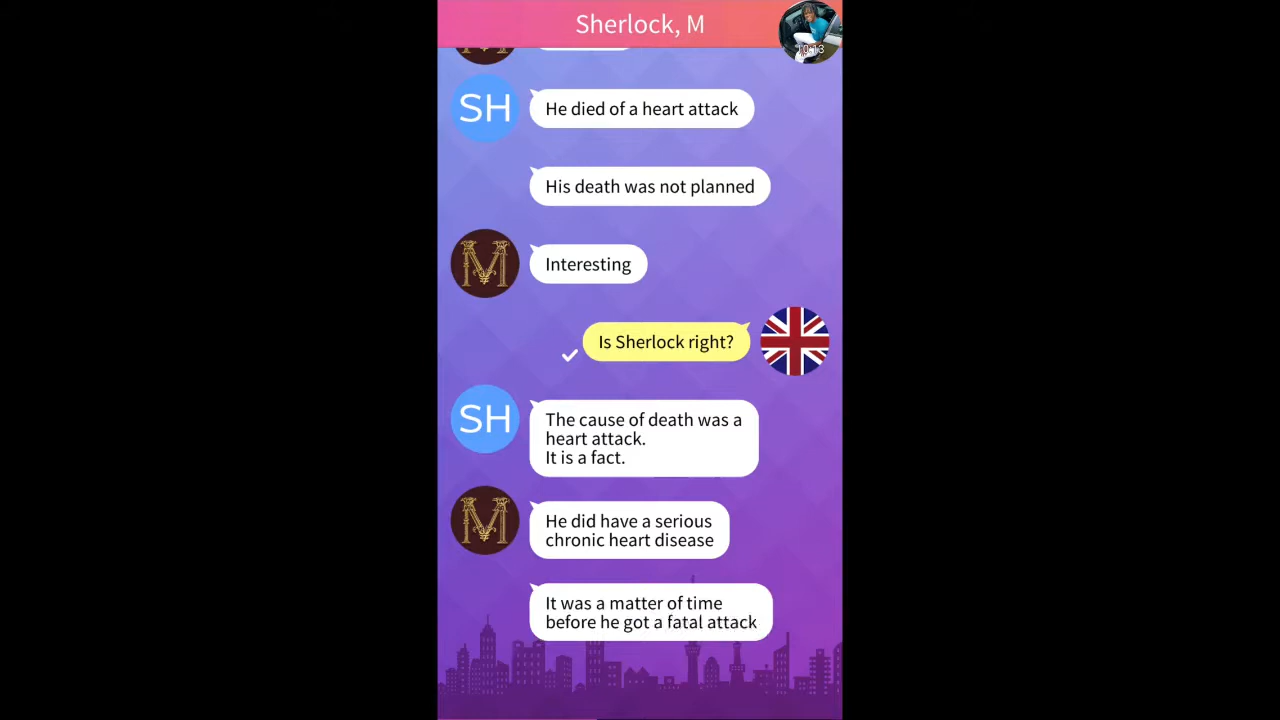 Sherlock, M
10:13
SH
He died of a heart attack
His death was not planned
M
Interesting
Is Sherlock right?
SH
The cause of death was a
heart attack.
It is a fact.
M
He did have a serious
chronic heart disease
It was a matter of time
before he got a fatal attack